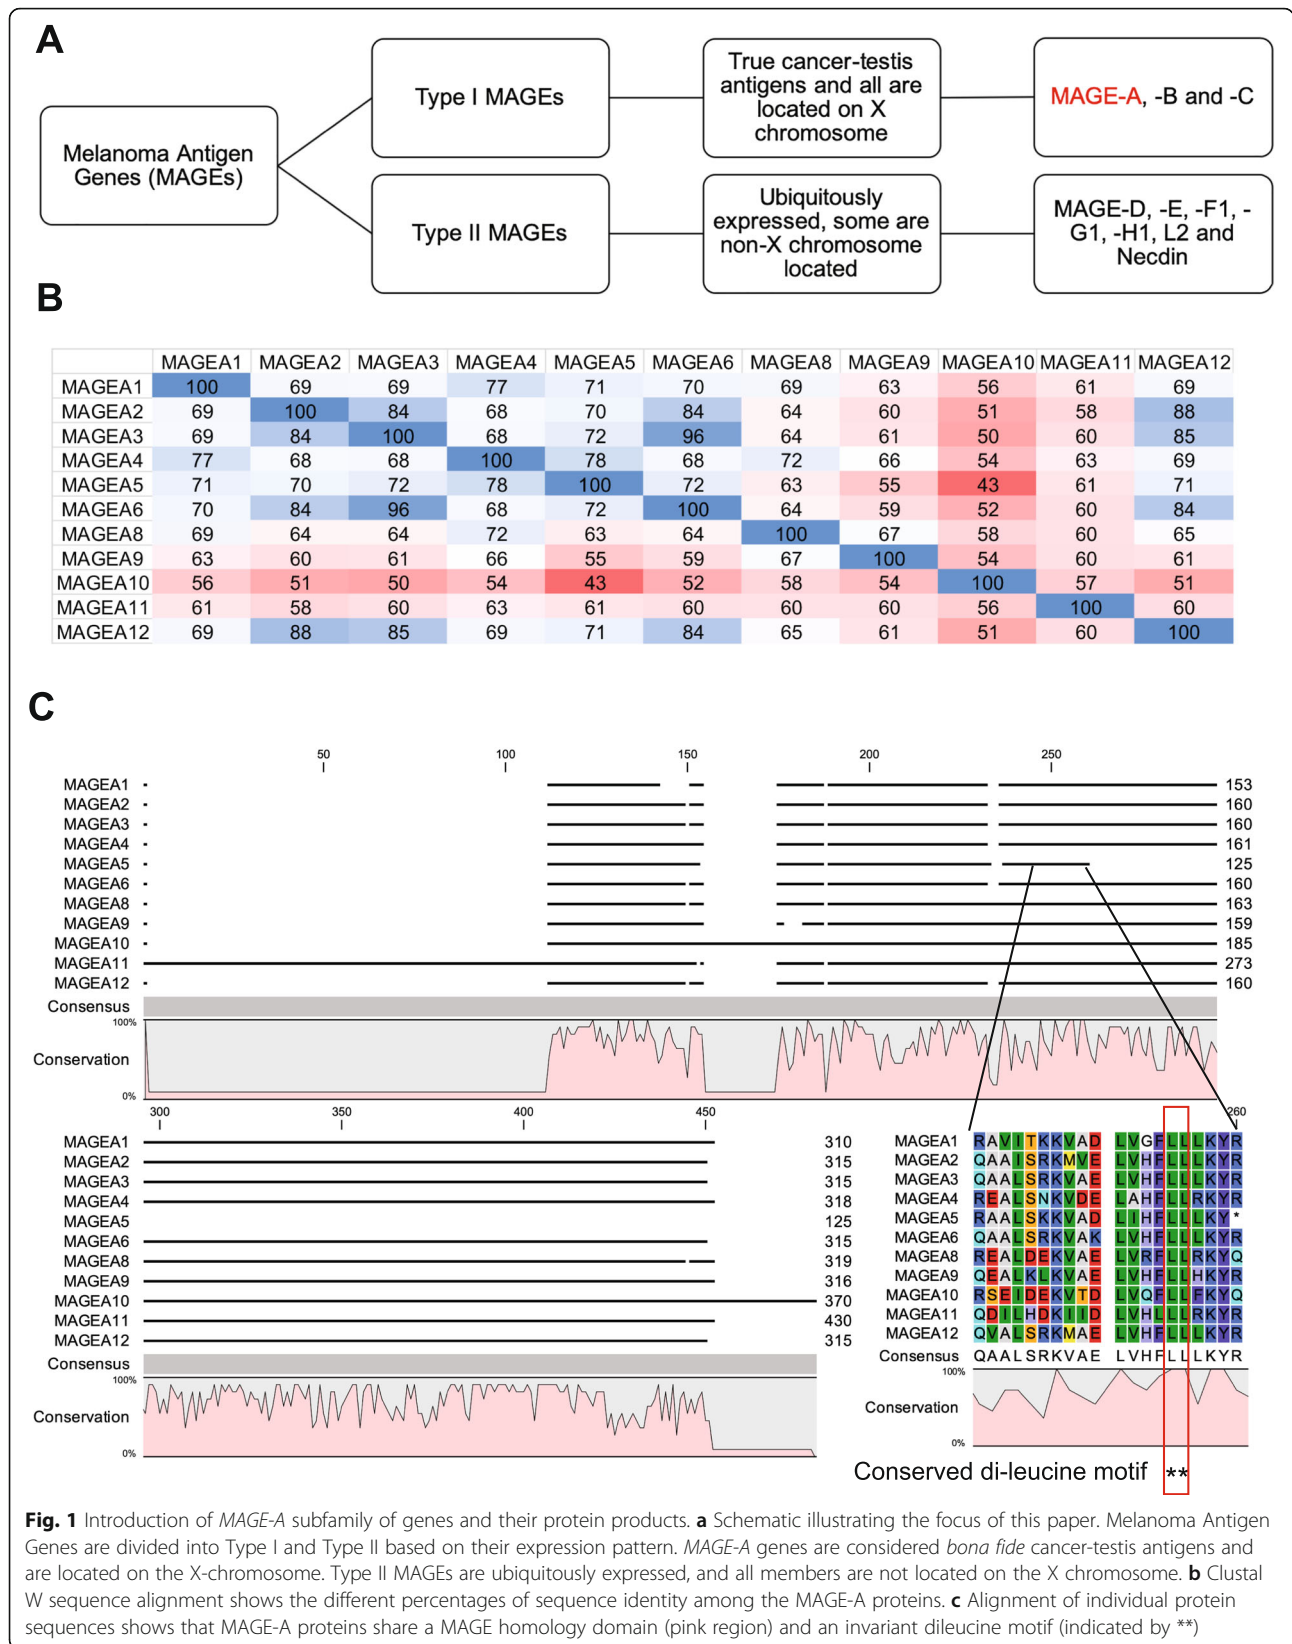 A
Melanoma Antigen
Genes (MAGEs)
Type I MAGEs
True cancer-testis
antigens and all are
located on X
chromosome
MAGE-A, -B and -C
Type II MAGEs
Ubiquitously
expressed, some are
non-X chromosome
located
MAGE-D, -E, -F1, -
G1, -H1, L2 and
Necdin
B
MAGEA1 MAGEA2 MAGEA3 MAGEA4 MAGEA5 MAGEA6 MAGEA8 MAGEA9 MAGEA10 MAGEA11 MAGEA12
MAGEA1 100 69 69 77 71 70 69 63 56 61 69
MAGEA2 69 100 84 68 70 84 64 60 51 58 88
MAGEA3 69 84 100 68 72 96 64 61 50 60 85
MAGEA4 77 68 68 100 78 68 72 66 54 63 69
MAGEA5 71 70 72 78 100 72 63 55 43 61 71
MAGEA6 70 84 96 68 72 100 64 59 52 60 84
MAGEA8 69 64 64 72 63 64 100 67 58 60 65
MAGEA9 63 60 61 66 55 59 67 100 54 60 61
MAGEA10 56 51 50 54 43 52 58 54 100 57 51
MAGEA11 61 58 60 63 61 60 60 60 56 100 60
MAGEA12 69 88 85 69 71 84 65 61 51 60 100
C
50 100 150 200 250
MAGEA1 153
MAGEA2 160
MAGEA3 160
MAGEA4 161
MAGEA5 125
MAGEA6 160
MAGEA8 163
MAGEA9 159
MAGEA10 185
MAGEA11 273
MAGEA12 160
Consensus
100%
Conservation
0%
300 350 400 450
MAGEA1 310
MAGEA2 315
MAGEA3 315
MAGEA4 318
MAGEA5 125
MAGEA6 315
MAGEA8 319
MAGEA9 316
MAGEA10 370
MAGEA11 430
MAGEA12 315
Consensus
100%
Conservation
0%
260
MAGEA1 RAVITKKVAD LVGFLLLKYR
MAGEA2 QAAISRKMVE LVHFLLLKYR
MAGEA3 QAALSRKVAE LVHFLLLKYR
MAGEA4 REALSNKVDE LAHFLLRKYR
MAGEA5 RAALSKKVAD LIHFLLLKY*
MAGEA6 QAALSRKVAK LVHFLLLKYR
MAGEA8 REALDEKVAE LVRFLLRKYQ
MAGEA9 QEALKLKVAE LVHFLLHKYR
MAGEA10 RSEIDEKVTD LVQFLLFKYQ
MAGEA11 QDILHDKIID LVHLLLRKYR
MAGEA12 QVALSRKMAE LVHFLLLKYR
Consensus QAALSRKVAE LVHFLLLKYR
100%
Conservation
0%
Conserved di-leucine motif **
Fig. 1 Introduction of MAGE-A subfamily of genes and their protein products. a Schematic illustrating the focus of this paper. Melanoma Antigen
Genes are divided into Type I and Type II based on their expression pattern. MAGE-A genes are considered bona fide cancer-testis antigens and
are located on the X-chromosome. Type II MAGEs are ubiquitously expressed, and all members are not located on the X chromosome. b Clustal
W sequence alignment shows the different percentages of sequence identity among the MAGE-A proteins. c Alignment of individual protein
sequences shows that MAGE-A proteins share a MAGE homology domain (pink region) and an invariant dileucine motif (indicated by **)